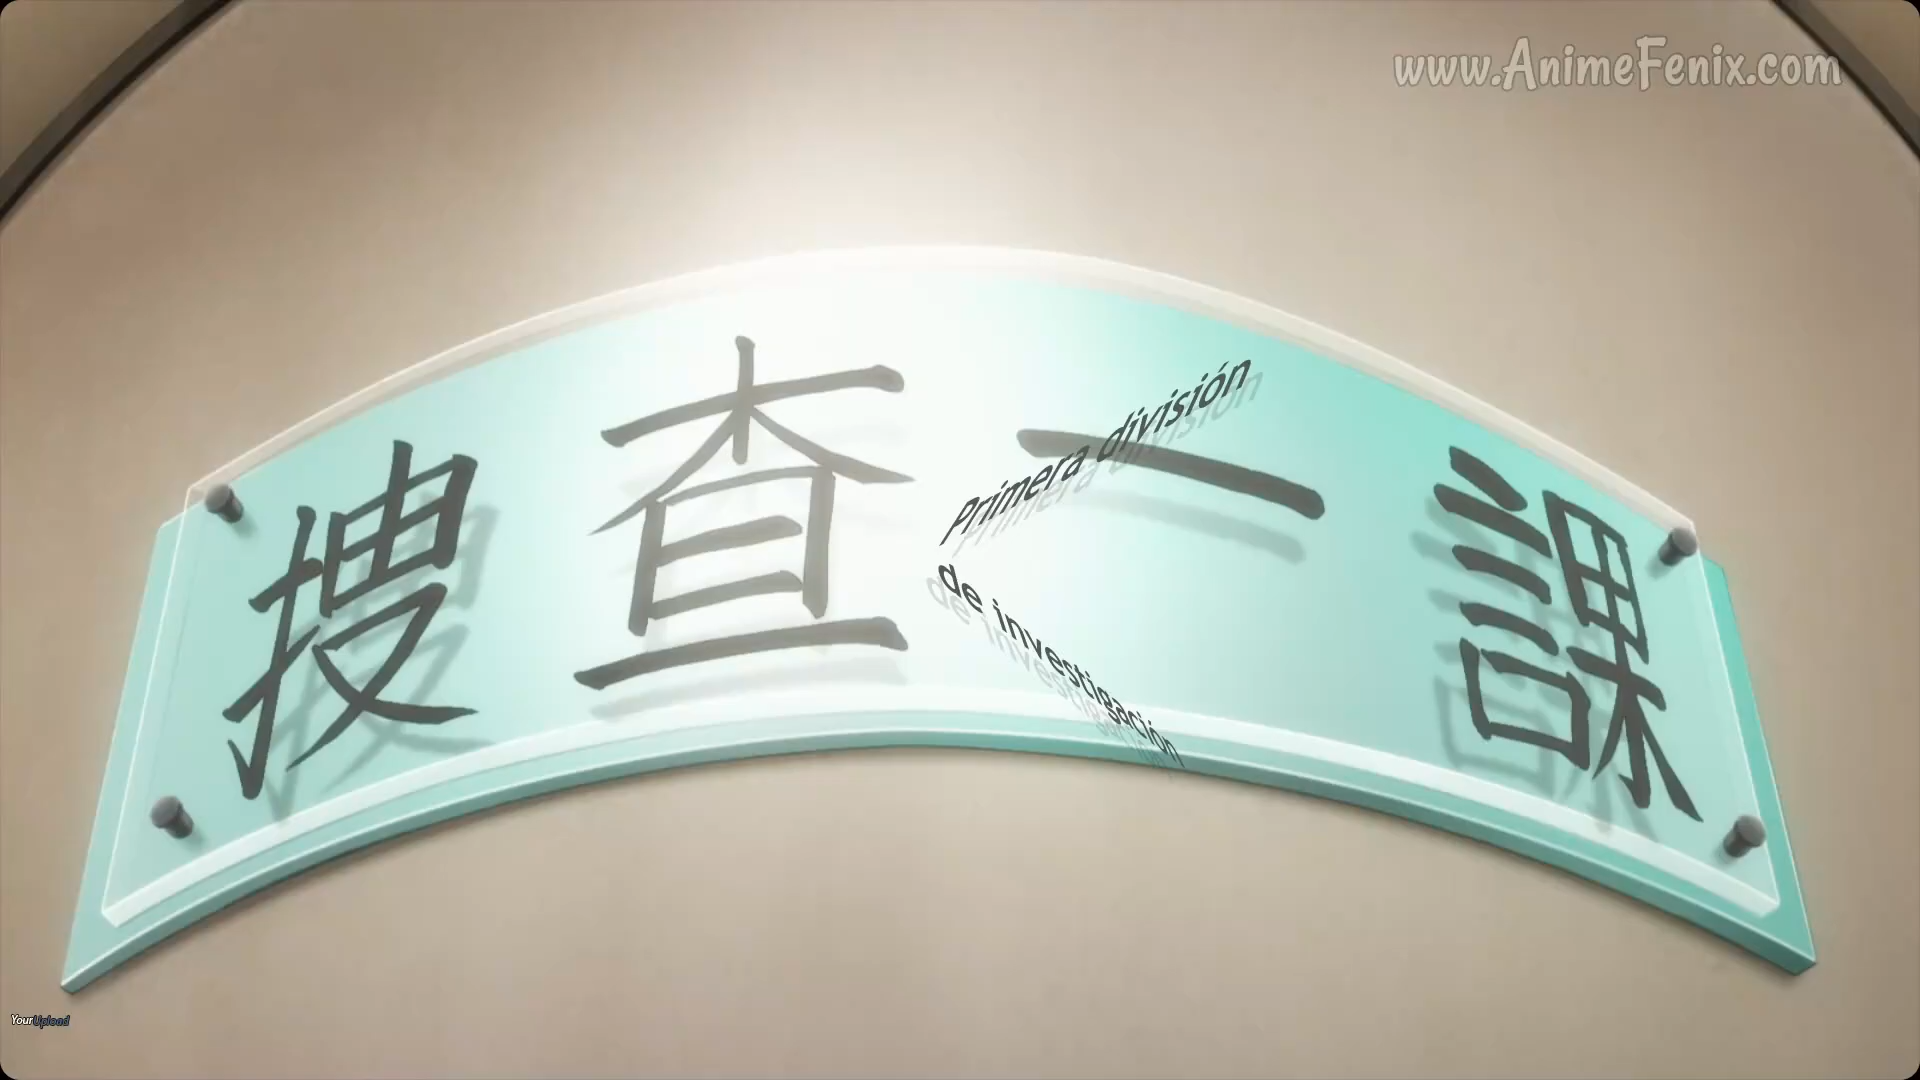 www.AnimeFenix.com
捜査一課
Primera división
de investigación
YourUpload